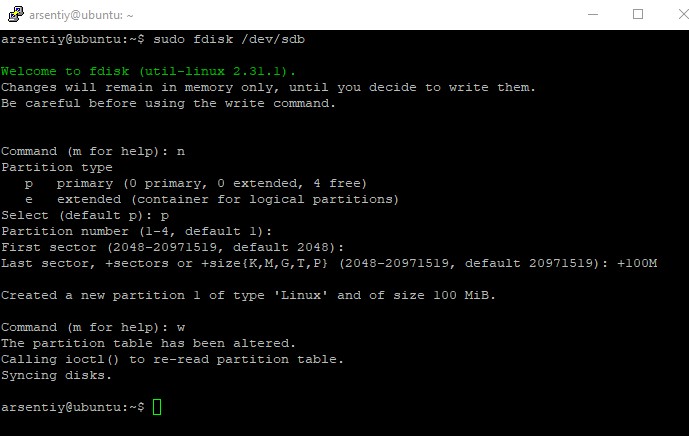 arsentiy@ubuntu: ~
arsentiy@ubuntu:~$ sudo fdisk /dev/sdb
Welcome to fdisk (util-linux 2.31.1).
Changes will remain in memory only, until you decide to write them.
Be careful before using the write command.
Command (m for help): n
Partition type
   p   primary (0 primary, 0 extended, 4 free)
   e   extended (container for logical partitions)
Select (default p): p
Partition number (1-4, default 1):
First sector (2048-20971519, default 2048):
Last sector, +sectors or +size{K,M,G,T,P} (2048-20971519, default 20971519): +100M
Created a new partition 1 of type 'Linux' and of size 100 MiB.
Command (m for help): w
The partition table has been altered.
Calling ioctl() to re-read partition table.
Syncing disks.
arsentiy@ubuntu:~$